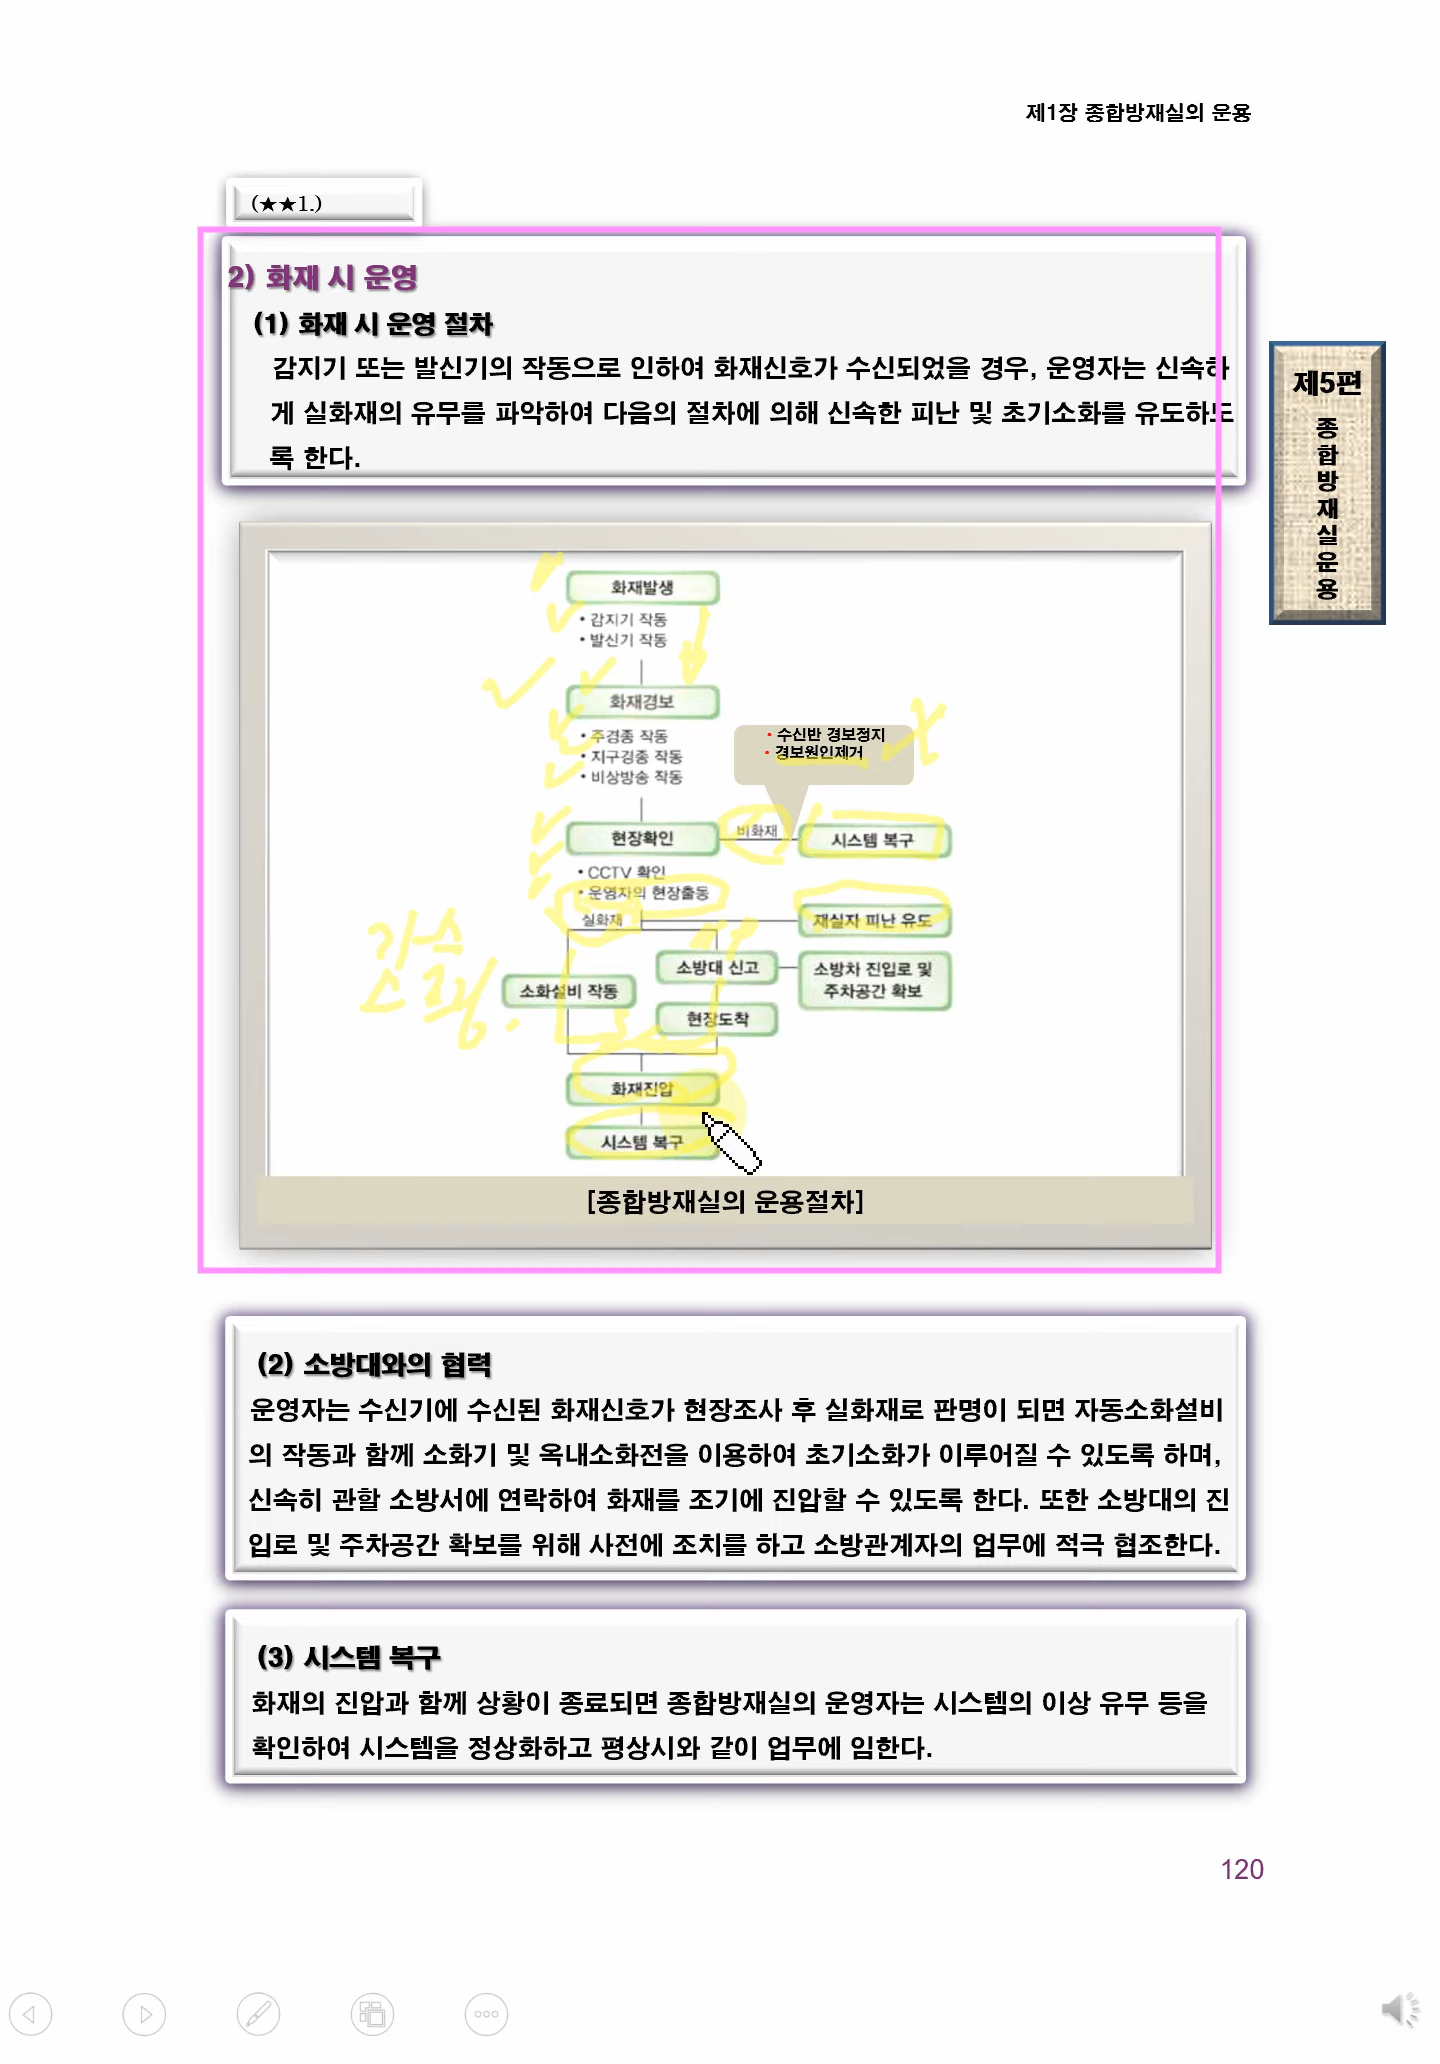 제1장 종합방재실의 운용
(★★1.)
2) 화재 시 운영
(1) 화재 시 운영 절차
감지기 또는 발신기의 작동으로 인하여 화재신호가 수신되었을 경우, 운영자는 신속하
게 실화재의 유무를 파악하여 다음의 절차에 의해 신속한 피난 및 초기소화를 유도하도
록 한다.
제5편
종합방재실운용
화재발생
• 감지기 작동
• 발신기 작동
화재경보
• 주경종 작동
• 지구경종 작동
• 비상방송 작동
• 수신반 경보정지
• 경보원인제거
현장확인
비화재
시스템 복구
• CCTV 확인
• 운영자의 현장출동
실화재
재실자 피난 유도
소방대 신고
소방차 진입로 및
주차공간 확보
소화설비 작동
현장도착
화재진압
시스템 복구
[종합방재실의 운용절차]
(2) 소방대와의 협력
운영자는 수신기에 수신된 화재신호가 현장조사 후 실화재로 판명이 되면 자동소화설비
의 작동과 함께 소화기 및 옥내소화전을 이용하여 초기소화가 이루어질 수 있도록 하며,
신속히 관할 소방서에 연락하여 화재를 조기에 진압할 수 있도록 한다. 또한 소방대의 진
입로 및 주차공간 확보를 위해 사전에 조치를 하고 소방관계자의 업무에 적극 협조한다.
(3) 시스템 복구
화재의 진압과 함께 상황이 종료되면 종합방재실의 운영자는 시스템의 이상 유무 등을
확인하여 시스템을 정상화하고 평상시와 같이 업무에 임한다.
120